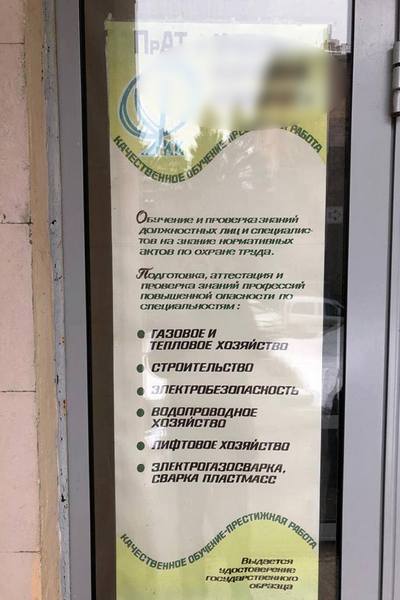 ПрАТ
КАЧЕСТВЕННОЕ ОБУЧЕНИЕ-ПРЕСТИЖНАЯ РАБОТА
Обучение и проверка знаний
должностных лиц и специалис-
тов на знание нормативных
актов по охране труда.
Подготовка, аттестация и
проверка знаний профессий
повышенной опасности по
специальностям:
● ГАЗОВОЕ И
ТЕПЛОВОЕ ХОЗЯЙСТВО
● СТРОИТЕЛЬСТВО
● ЭЛЕКТРОБЕЗОПАСНОСТЬ
● ВОДОПРОВОДНОЕ
ХОЗЯЙСТВО
● ЛИФТОВОЕ ХОЗЯЙСТВО
● ЭЛЕКТРОГАЗОСВАРКА,
СВАРКА ПЛАСТМАСС
КАЧЕСТВЕННОЕ ОБУЧЕНИЕ-ПРЕСТИЖНАЯ РАБОТА
Выдается
удостоверение
государственного
образца